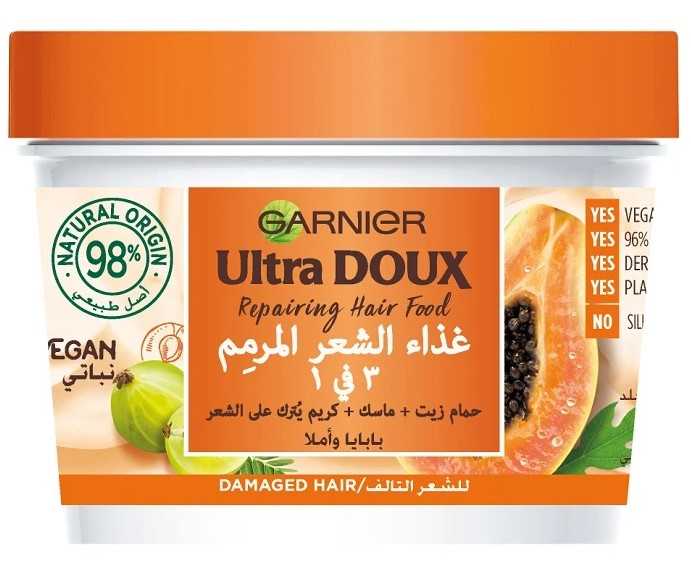 GARNIER
Ultra DOUX
Repairing Hair Food
غذاء الشعر المرمِم
٣ في ١
حمام زيت + ماسك + كريم يُترك على الشعر
بابايا وأملا
DAMAGED HAIR/للشعر التالف
NATURAL ORIGIN
98%
أصل طبيعي
EGAN
نباتي
YES VEGA
YES 96%
YES DER
YES PLA
NO SIL